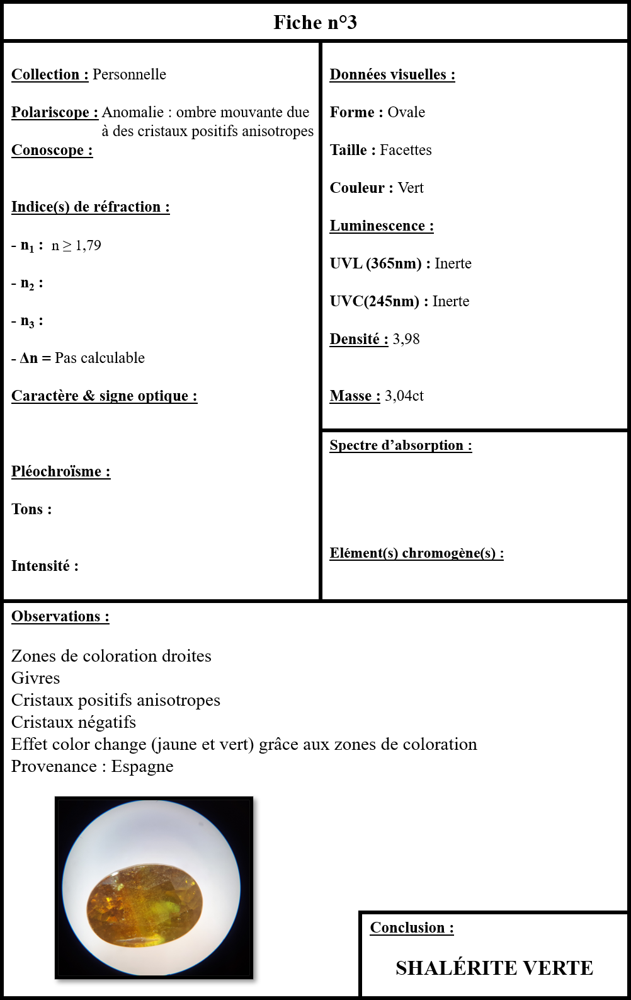 Fiche n°3
Collection : Personnelle
Polariscope : Anomalie : ombre mouvante due
à des cristaux positifs anisotropes
Conoscope :
Indice(s) de réfraction :
- n₁ : n ≥ 1,79
- n₂ :
- n₃ :
- Δn = Pas calculable
Caractère & signe optique :
Pléochroïsme :
Tons :
Intensité :
Données visuelles :
Forme : Ovale
Taille : Facettes
Couleur : Vert
Luminescence :
UVL (365nm) : Inerte
UVC(245nm) : Inerte
Densité : 3,98
Masse : 3,04ct
Spectre d’absorption :
Elément(s) chromogène(s) :
Observations :
Zones de coloration droites
Givres
Cristaux positifs anisotropes
Cristaux négatifs
Effet color change (jaune et vert) grâce aux zones de coloration
Provenance : Espagne
Conclusion :
SHALÉRITE VERTE